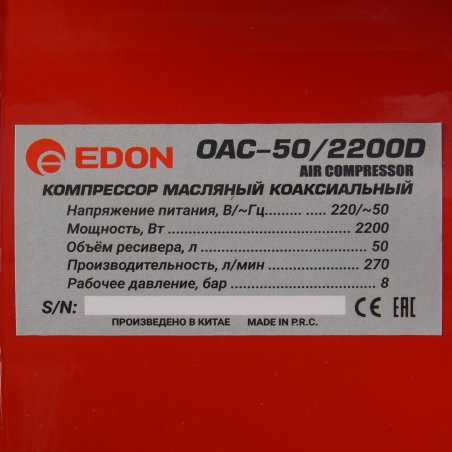 EDON OAC-50/2200D
AIR COMPRESSOR
КОМПРЕССОР МАСЛЯНЫЙ КОАКСИАЛЬНЫЙ
Напряжение питания, В/~Гц......... ..... 220/~50
Мощность, Вт ........................................... 2200
Объём ресивера, л ..................................... 50
Производительность, л/мин ................. 270
Рабочее давление, бар ............................... 8
S/N: CE EAC
ПРОИЗВЕДЕНО В КИТАЕ MADE IN P.R.C.